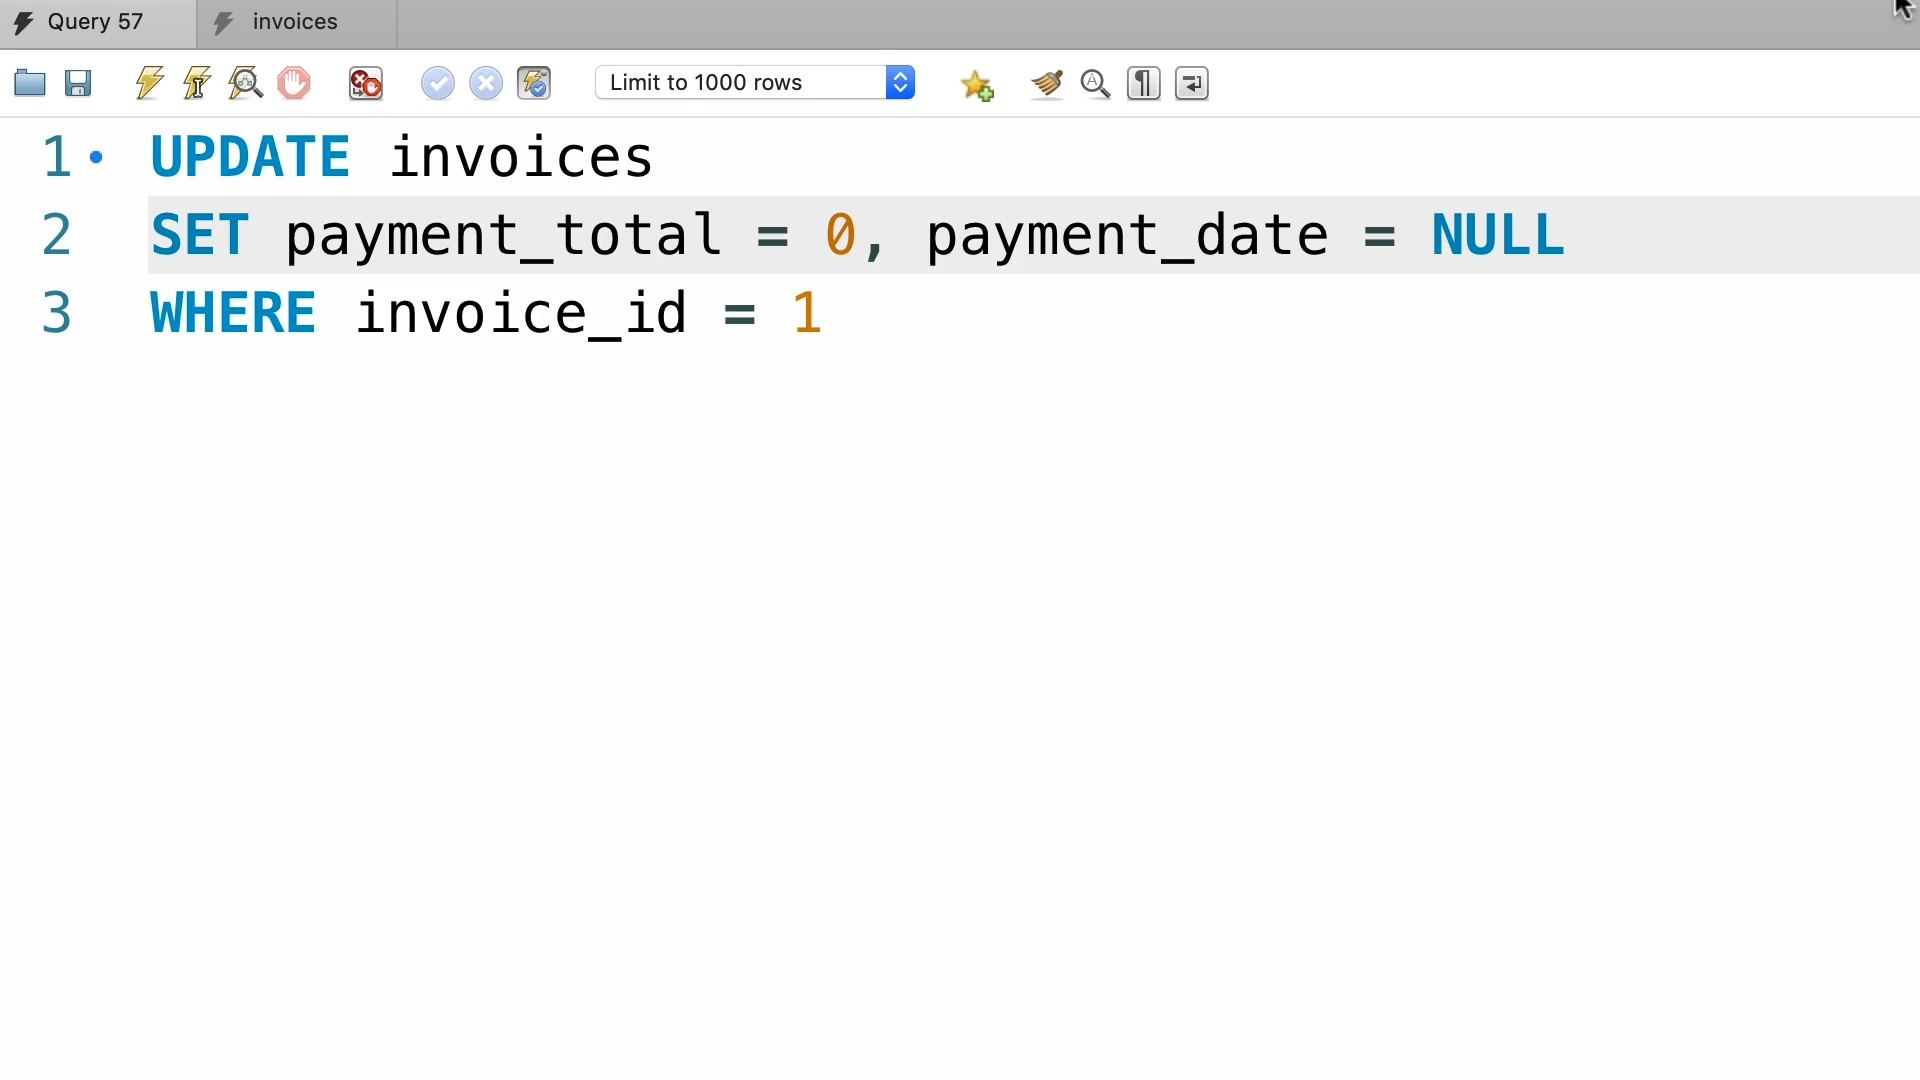 Query 57
invoices
Limit to 1000 rows
1 UPDATE invoices
2 SET payment_total = 0, payment_date = NULL
3 WHERE invoice_id = 1